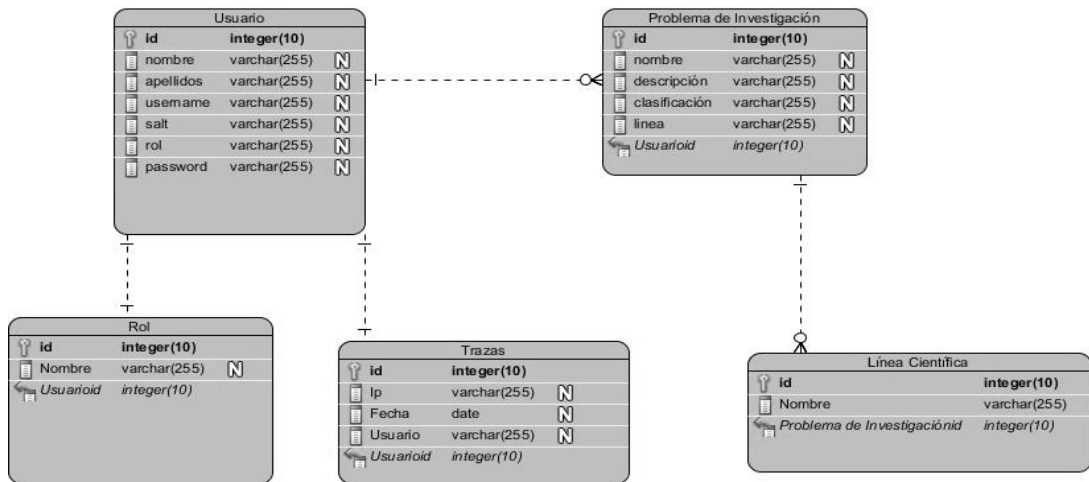 Usuario
id integer(10)
nombre varchar(255) N
apellidos varchar(255) N
username varchar(255) N
salt varchar(255) N
rol varchar(255) N
password varchar(255) N
Problema de Investigación
id integer(10)
nombre varchar(255) N
descripción varchar(255) N
clasificación varchar(255) N
linea varchar(255) N
Usuarioid integer(10)
Rol
id integer(10)
Nombre varchar(255) N
Usuarioid integer(10)
Trazas
id integer(10)
Ip varchar(255) N
Fecha date N
Usuario varchar(255) N
Usuarioid integer(10)
Línea Científica
id integer(10)
Nombre varchar(255)
Problema de Investigaciónid integer(10)